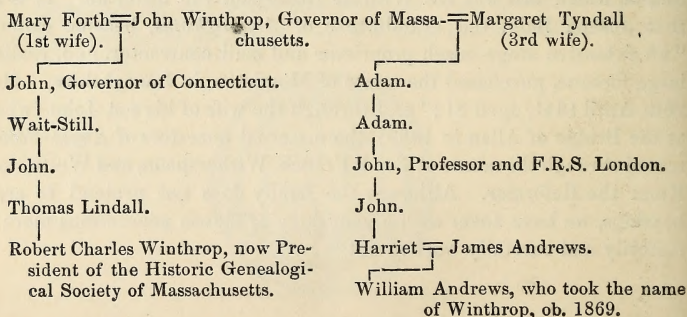 Mary Forth John Winthrop, Governor of Massa- Margaret Tyndall
(1st wife). chusetts. (3rd wife).
John, Governor of Connecticut. Adam.
Wait-Still. Adam.
John. John, Professor and F.R.S. London.
Thomas Lindall. John.
Robert Charles Winthrop, now Pre- Harriet James Andrews.
sident of the Historic Genealogi-
cal Society of Massachusetts. William Andrews, who took the name
of Winthrop, ob. 1869.